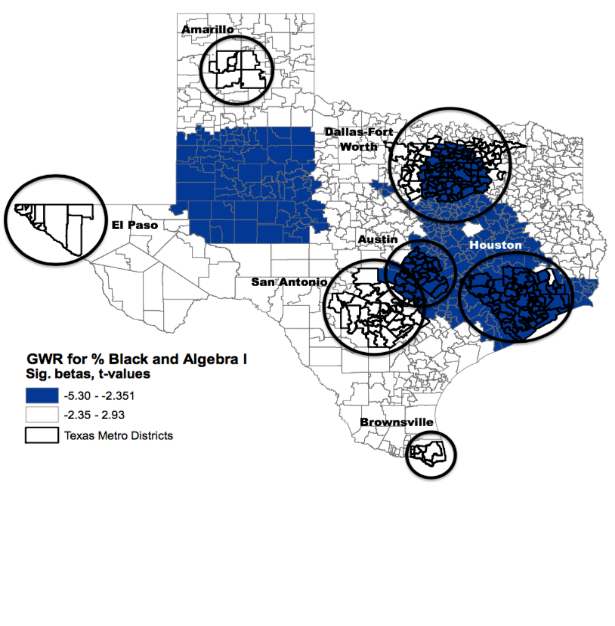 Amarillo
Dallas-Fort
Worth
El Paso
Austin
Houston
San Antonio
GWR for % Black and Algebra I
Sig. betas, t-values
-5.30 - -2.351
-2.35 - 2.93
Texas Metro Districts
Brownsville